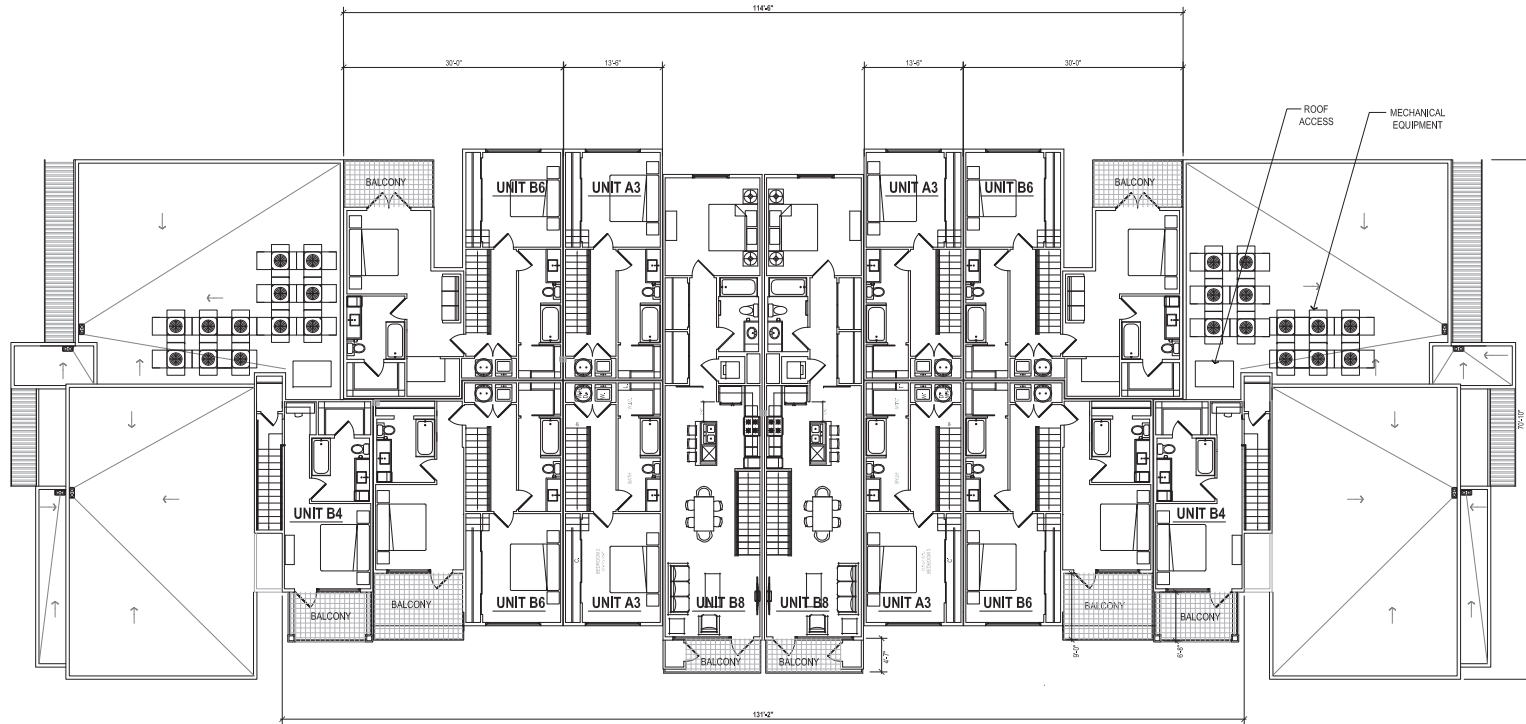 114'-6"
30'-0"
13'-6"
13'-6"
30'-0"
ROOF
ACCESS
MECHANICAL
EQUIPMENT
BALCONY
UNIT B6
UNIT A3
UNIT A3
UNIT B6
BALCONY
70'-10"
UNIT B4
UNIT B4
BALCONY
BALCONY
UNIT B6
UNIT A3
UNIT B8
UNIT B8
UNIT A3
UNIT B6
BALCONY
BALCONY
BALCONY
BALCONY
4'-7"
9'-0"
6'-8"
131'-2"